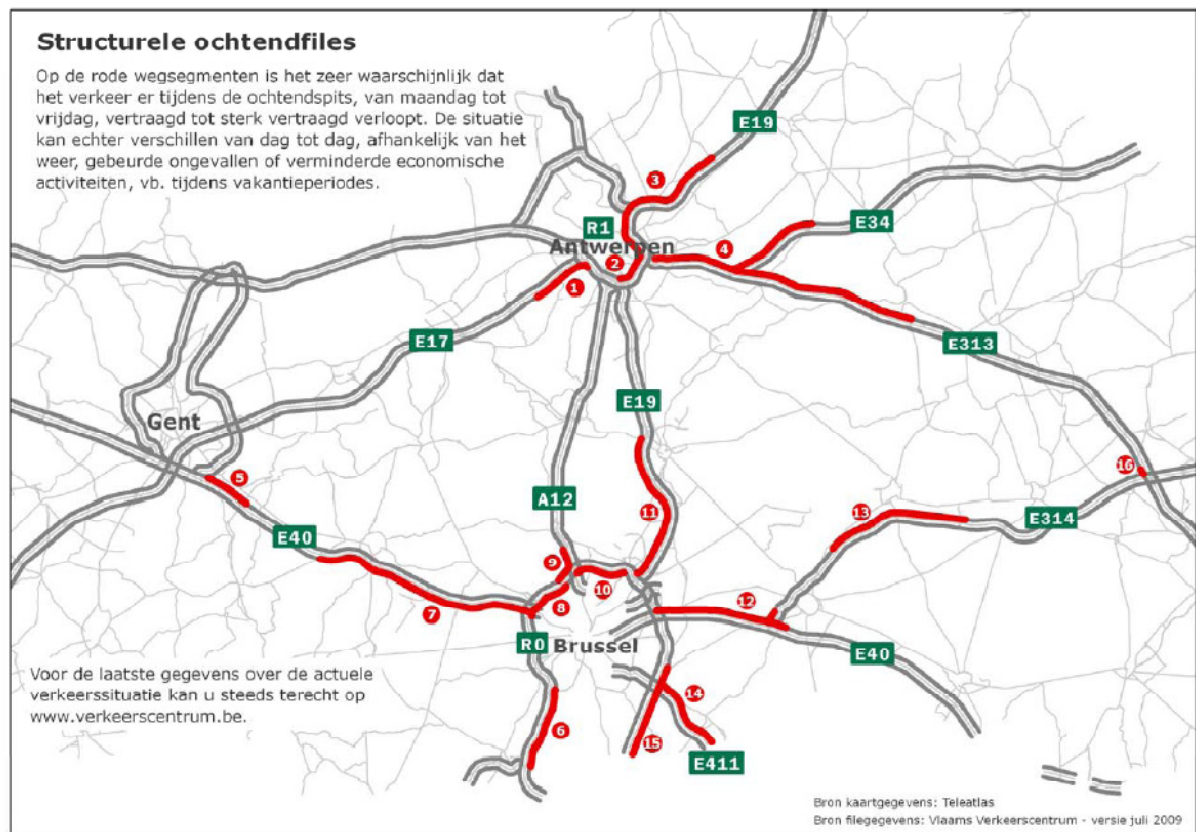 Structurele ochtendfiles
Op de rode wegsegmenten is het zeer waarschijnlijk dat
het verkeer er tijdens de ochtendspits, van maandag tot
vrijdag, vertraagd tot sterk vertraagd verloopt. De situatie
kan echter verschillen van dag tot dag, afhankelijk van het
weer, gebeurde ongevallen of verminderde economische
activiteiten, vb. tijdens vakantieperiodes.
E19
3
R1
E34
Antwerpen
4
2
1
E17
E313
E19
Gent
16
5
A12
11
13
E314
E40
9
10
8
12
7
R0
Brussel
E40
Voor de laatste gegevens over de actuele
verkeerssituatie kan u steeds terecht op
www.verkeerscentrum.be.
14
6
15
E411
Bron kaartgegevens: Teleatlas
Bron filegegevens: Vlaams Verkeerscentrum - versie juli 2009